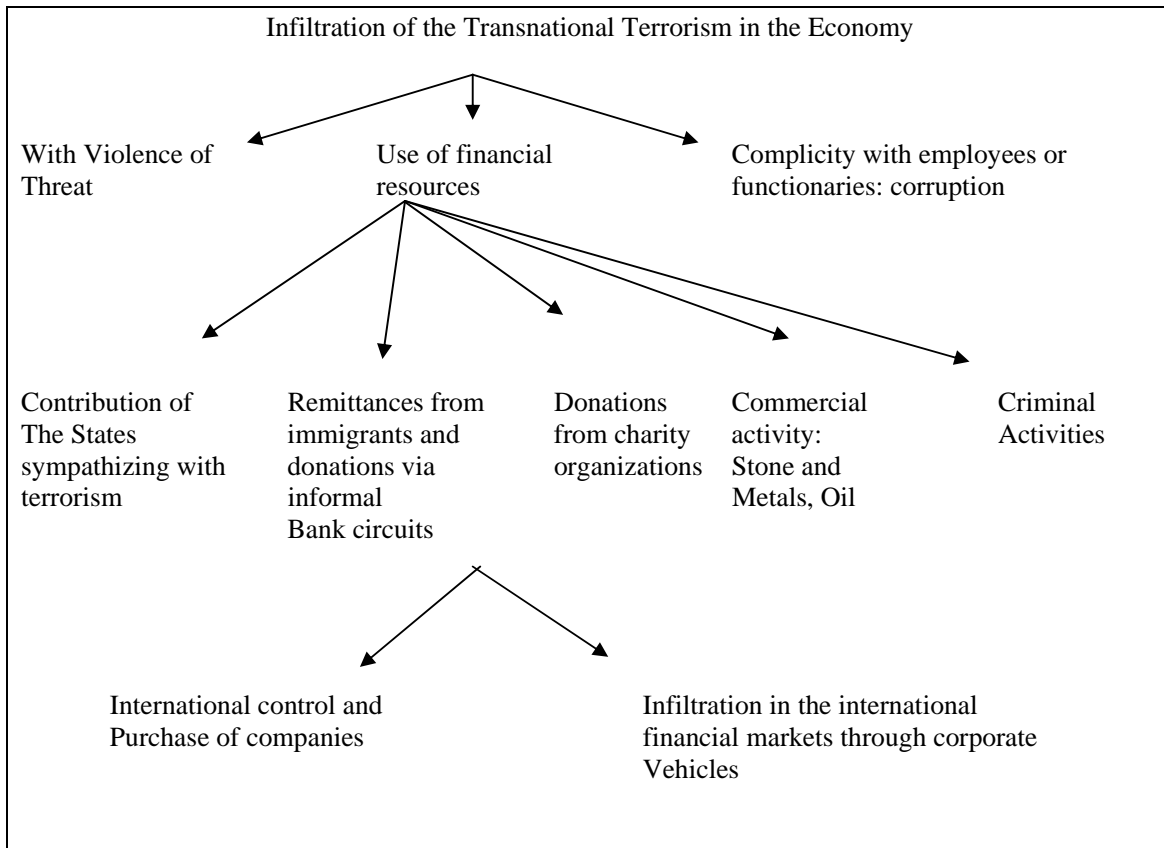 Infiltration of the Transnational Terrorism in the Economy
With Violence of
Threat
Use of financial
resources
Complicity with employees or
functionaries: corruption
Contribution of
The States
sympathizing with
terrorism
Remittances from
immigrants and
donations via
informal
Bank circuits
Donations
from charity
organizations
Commercial
activity:
Stone and
Metals, Oil
Criminal
Activities
International control and
Purchase of companies
Infiltration in the international
financial markets through corporate
Vehicles